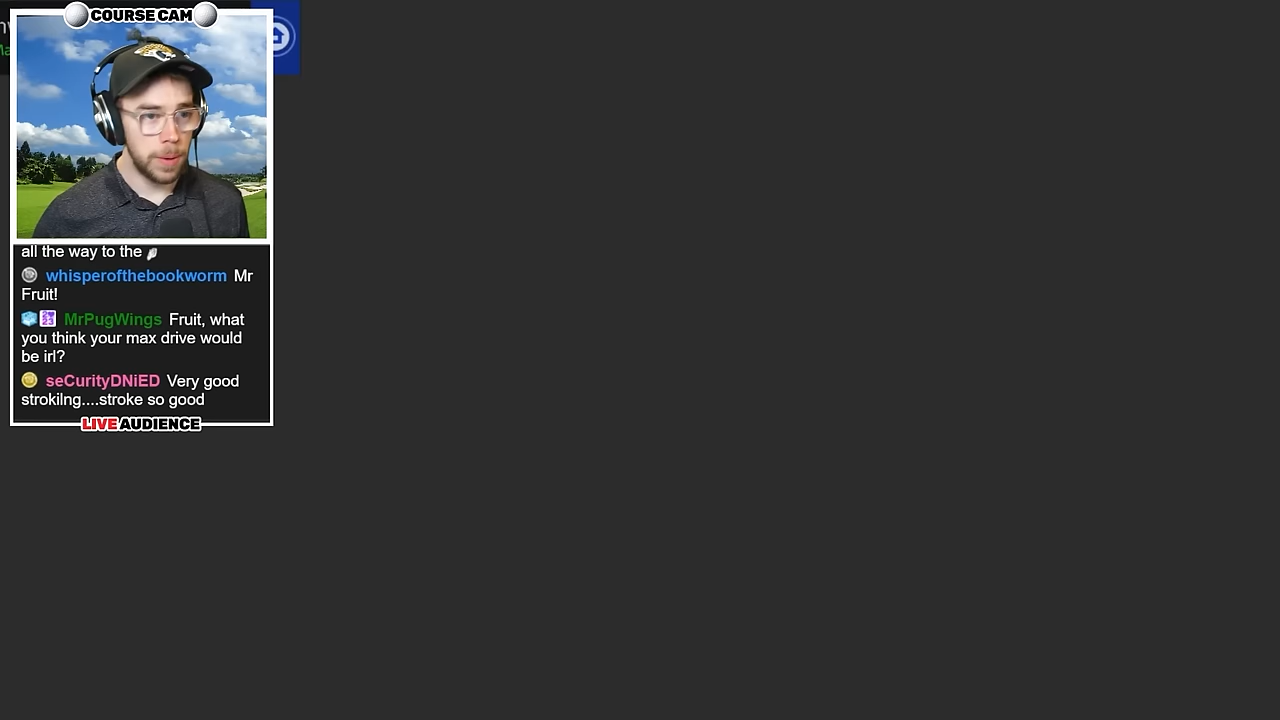 COURSE CAM
all the way to the
whisperofthebookworm Mr
Fruit!
MrPugWings Fruit, what
you think your max drive would
be irl?
seCurityDNiED Very good
strokilng....stroke so good
LIVE AUDIENCE